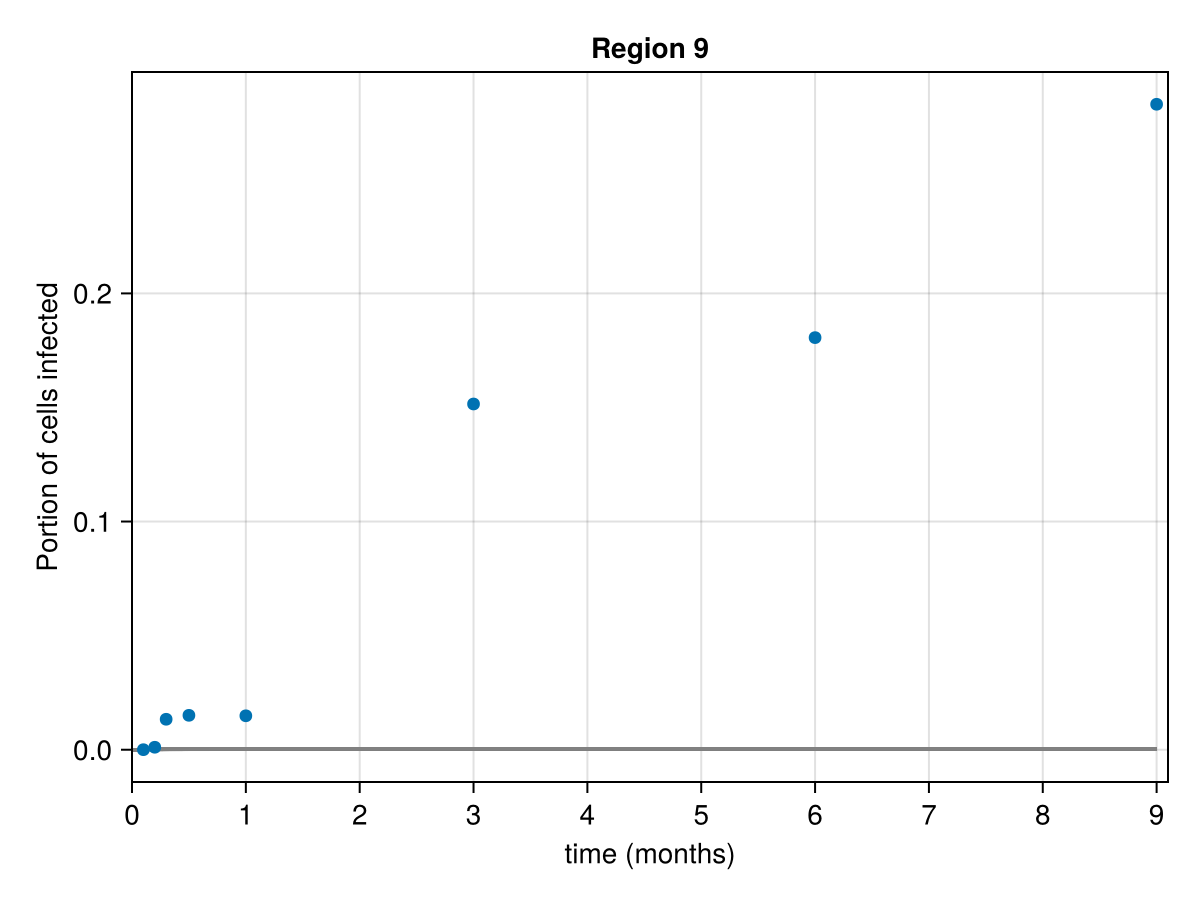 Region 9
Portion of cells infected
0.2
0.1
0.0
0 1 2 3 4 5 6 7 8 9
time (months)